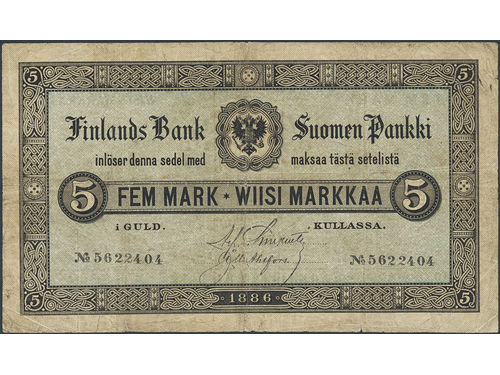 5 5
Finlands Bank Suomen Pankki
inlöser denna sedel med maksaa tästä setelistä
5 FEM MARK * WIISI MARKKAA 5
i GULD. KULLASSA.
№ 5622404 № 5622404
5 1886 5